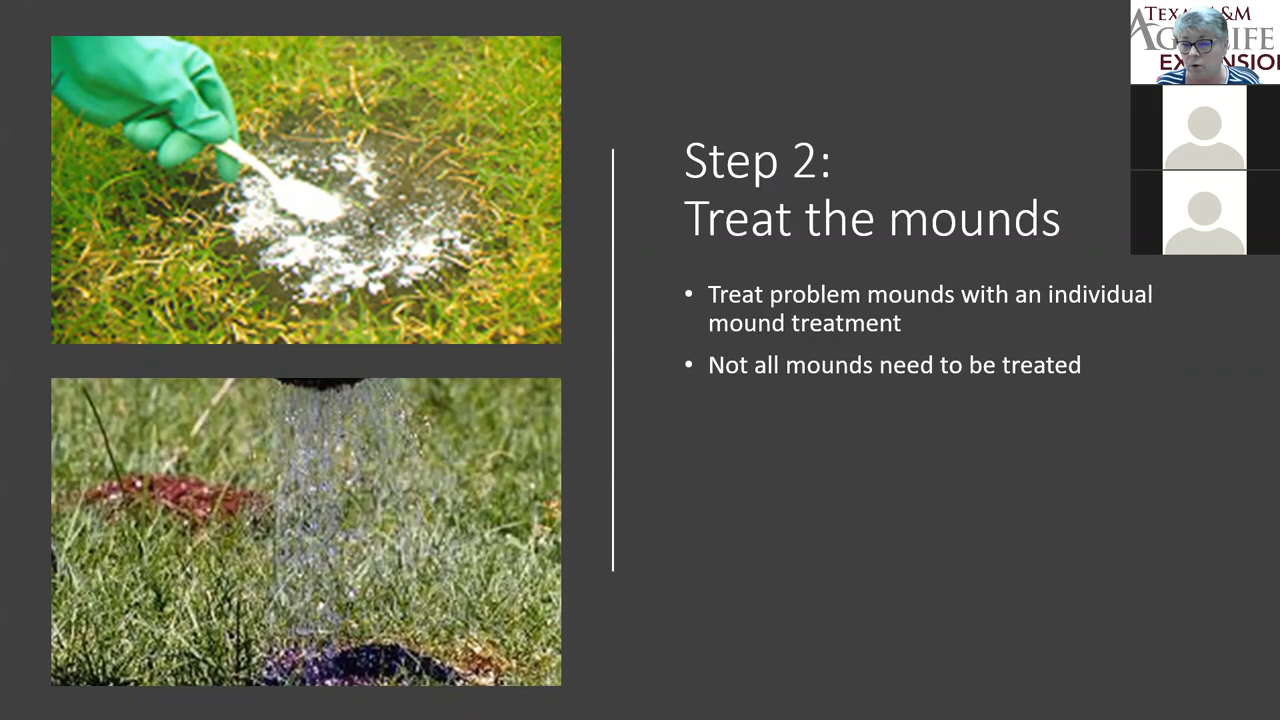 Step 2:
Treat the mounds
• Treat problem mounds with an individual
mound treatment
• Not all mounds need to be treated